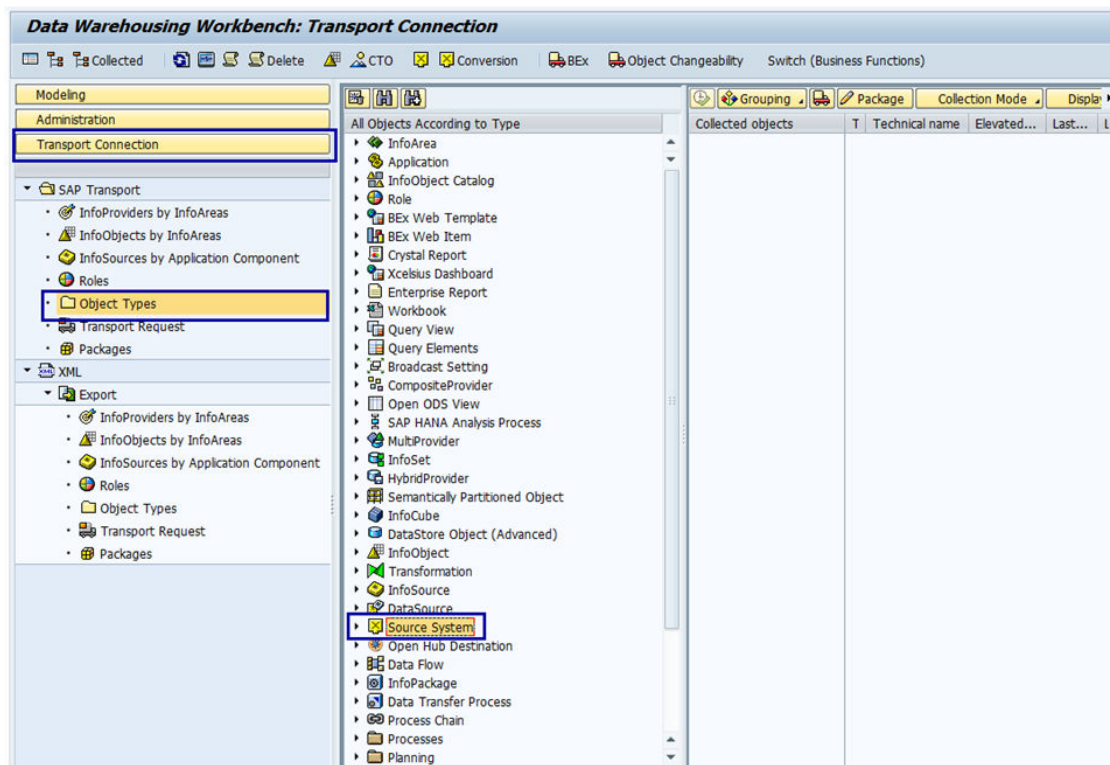 Data Warehousing Workbench: Transport Connection
Collected Delete CTO Conversion BEx Object Changeability Switch (Business Functions)
Modeling
Administration
Transport Connection
SAP Transport
InfoProviders by InfoAreas
InfoObjects by InfoAreas
InfoSources by Application Component
Roles
Object Types
Transport Request
Packages
XML
Export
InfoProviders by InfoAreas
InfoObjects by InfoAreas
InfoSources by Application Component
Roles
Object Types
Transport Request
Packages
All Objects According to Type
InfoArea
Application
InfoObject Catalog
Role
BEx Web Template
BEx Web Item
Crystal Report
Xcelsius Dashboard
Enterprise Report
Workbook
Query View
Query Elements
Broadcast Setting
CompositeProvider
Open ODS View
SAP HANA Analysis Process
MultiProvider
InfoSet
HybridProvider
Semantically Partitioned Object
InfoCube
DataStore Object (Advanced)
InfoObject
Transformation
InfoSource
DataSource
Source System
Open Hub Destination
Data Flow
InfoPackage
Data Transfer Process
Process Chain
Processes
Planning
Grouping Package Collection Mode Display
Collected objects T Technical name Elevated... Last... L